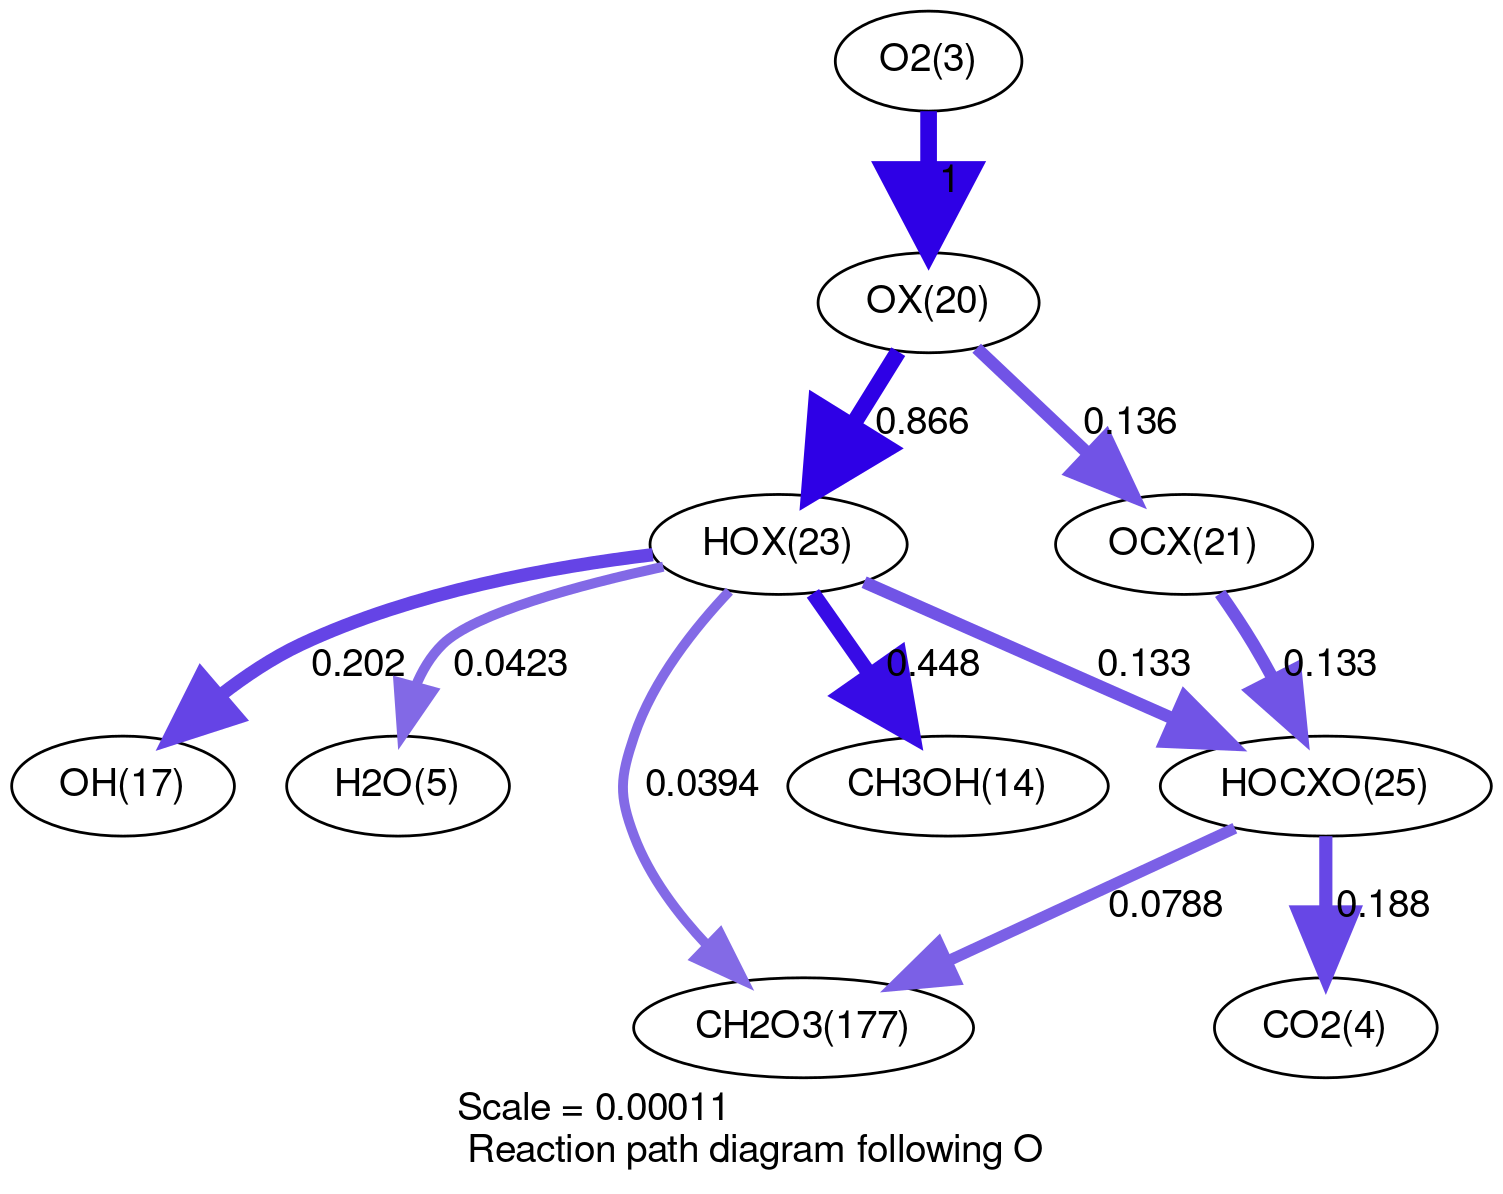 O2(3)
1
OX(20)
0.866
0.136
HOX(23)
OCX(21)
0.202
0.0423
0.448
0.133
0.133
OH(17)
H2O(5)
0.0394
CH3OH(14)
HOCXO(25)
0.0788
0.188
CH2O3(177)
CO2(4)
Scale = 0.00011
Reaction path diagram following O